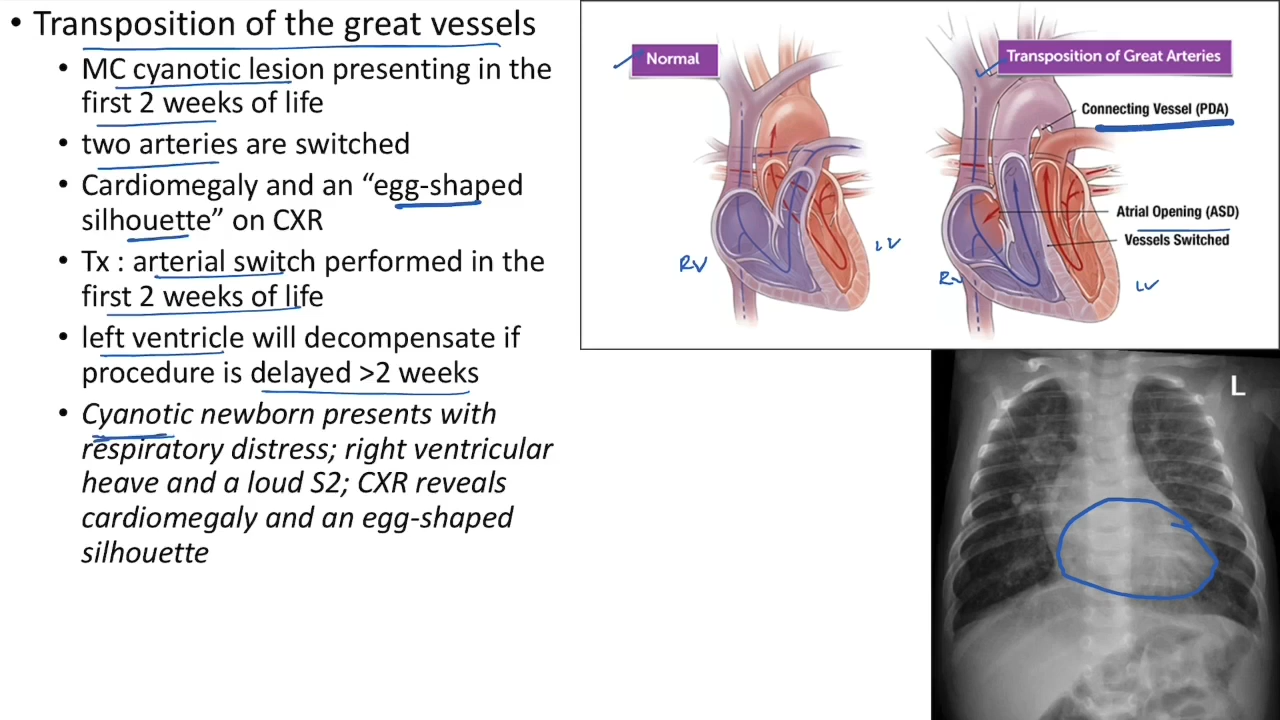 • Transposition of the great vessels
• MC cyanotic lesion presenting in the
first 2 weeks of life
• two arteries are switched
• Cardiomegaly and an “egg-shaped
silhouette” on CXR
• Tx : arterial switch performed in the
first 2 weeks of life
• left ventricle will decompensate if
procedure is delayed >2 weeks
• Cyanotic newborn presents with
respiratory distress; right ventricular
heave and a loud S2; CXR reveals
cardiomegaly and an egg-shaped
silhouette
Normal
RV
LV
Transposition of Great Arteries
Connecting Vessel (PDA)
Atrial Opening (ASD)
Vessels Switched
RV
LV
L